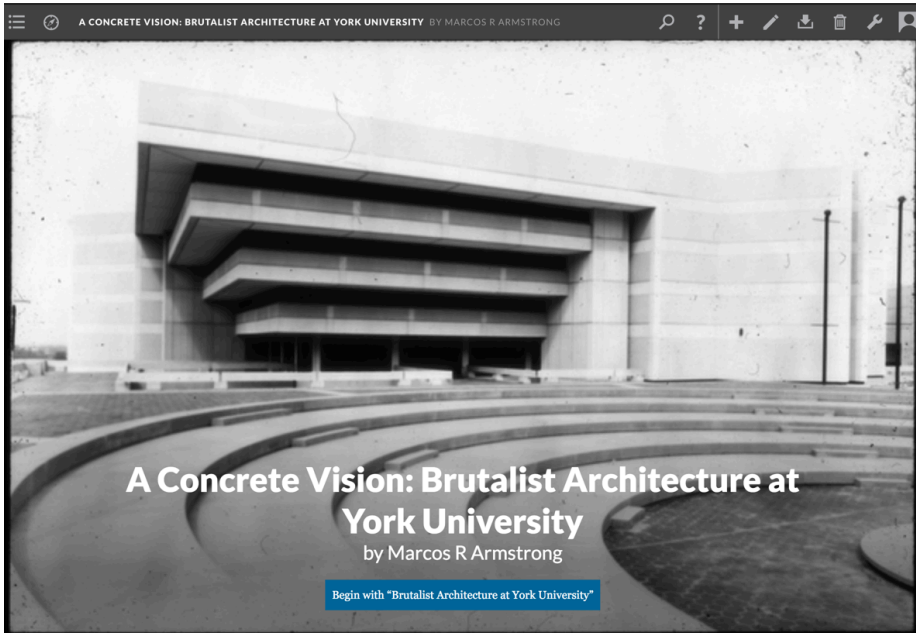 A CONCRETE VISION: BRUTALIST ARCHITECTURE AT YORK UNIVERSITY BY MARCOS R ARMSTRONG
A Concrete Vision: Brutalist Architecture at
York University
by Marcos R Armstrong
Begin with “Brutalist Architecture at York University”